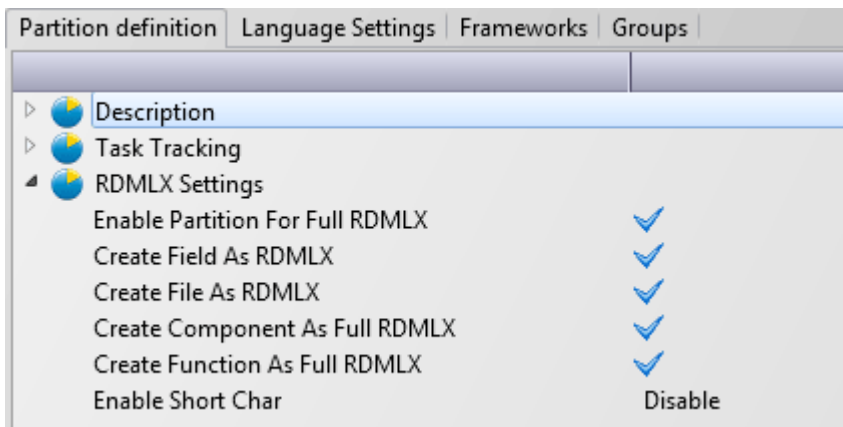 Partition definition Language Settings Frameworks Groups
Description
Task Tracking
RDMLX Settings
Enable Partition For Full RDMLX
Create Field As RDMLX
Create File As RDMLX
Create Component As Full RDMLX
Create Function As Full RDMLX
Enable Short Char Disable